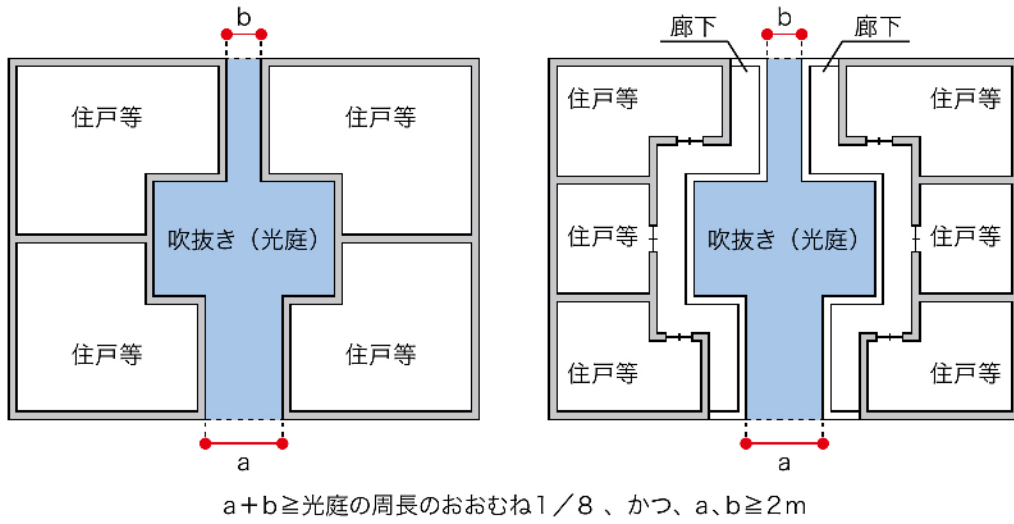 b
住戸等
住戸等
吹抜き（光庭）
住戸等
住戸等
a
廊下
b
廊下
住戸等
住戸等
住戸等
吹抜き（光庭）
住戸等
住戸等
住戸等
a
a＋b≧光庭の周長のおおむね1／8 、かつ、a、b≧2m